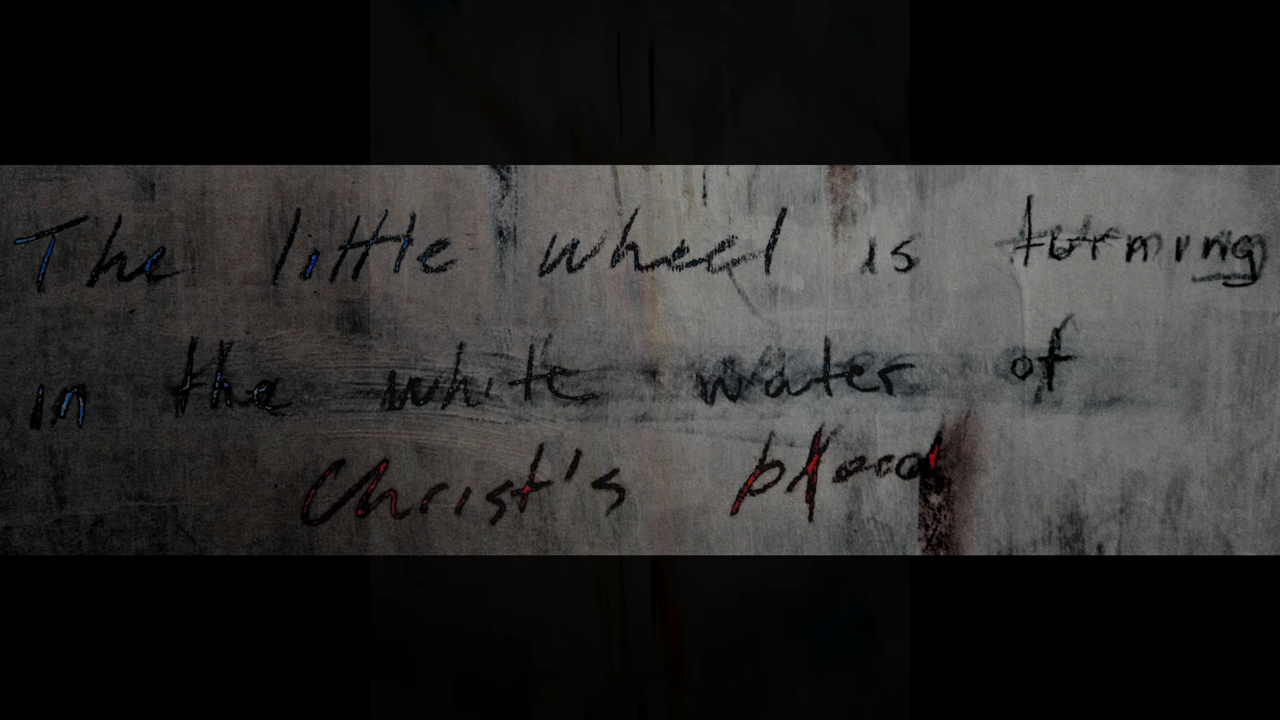 The little wheel is turning
in the white water of
Christ's blood